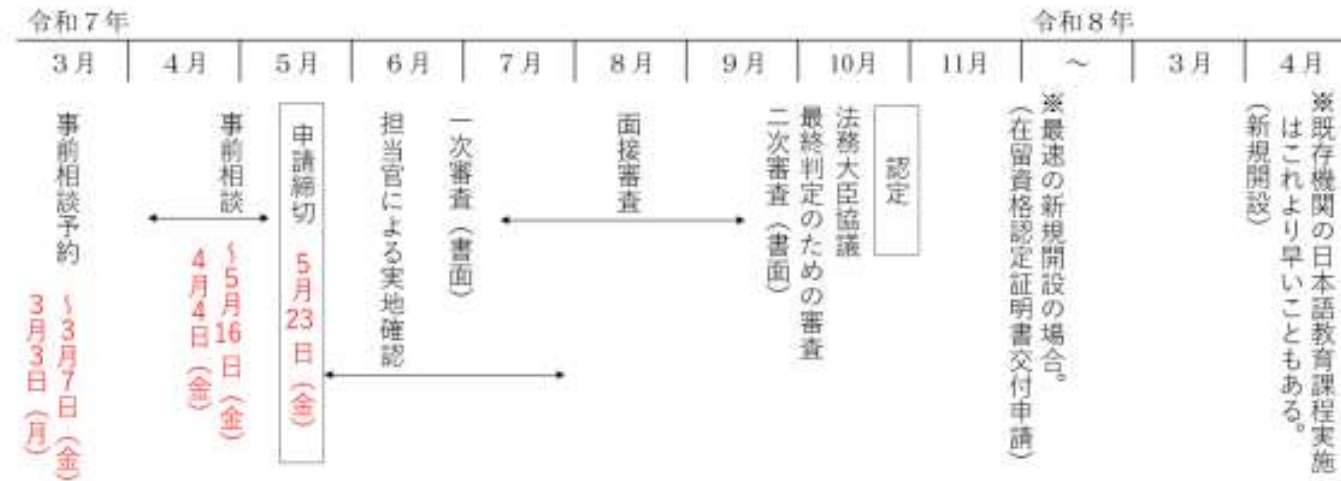 令和７年
令和８年
３月
４月
５月
６月
７月
８月
９月
10月
11月
～
３月
４月
事前相談予約
３月３日（月）
～３月７日（金）
事前相談
４月４日（金）
～５月16日（金）
申請締切
５月23日（金）
担当官による実地確認
一次審査（書面）
面接審査
二次審査（書面）
最終判定のための審査
法務大臣協議
認定
※最速の新規開設の場合。
（在留資格認定証明書交付申請）
※既存機関の日本語教育課程実施
はこれより早いこともある。
（新規開設）